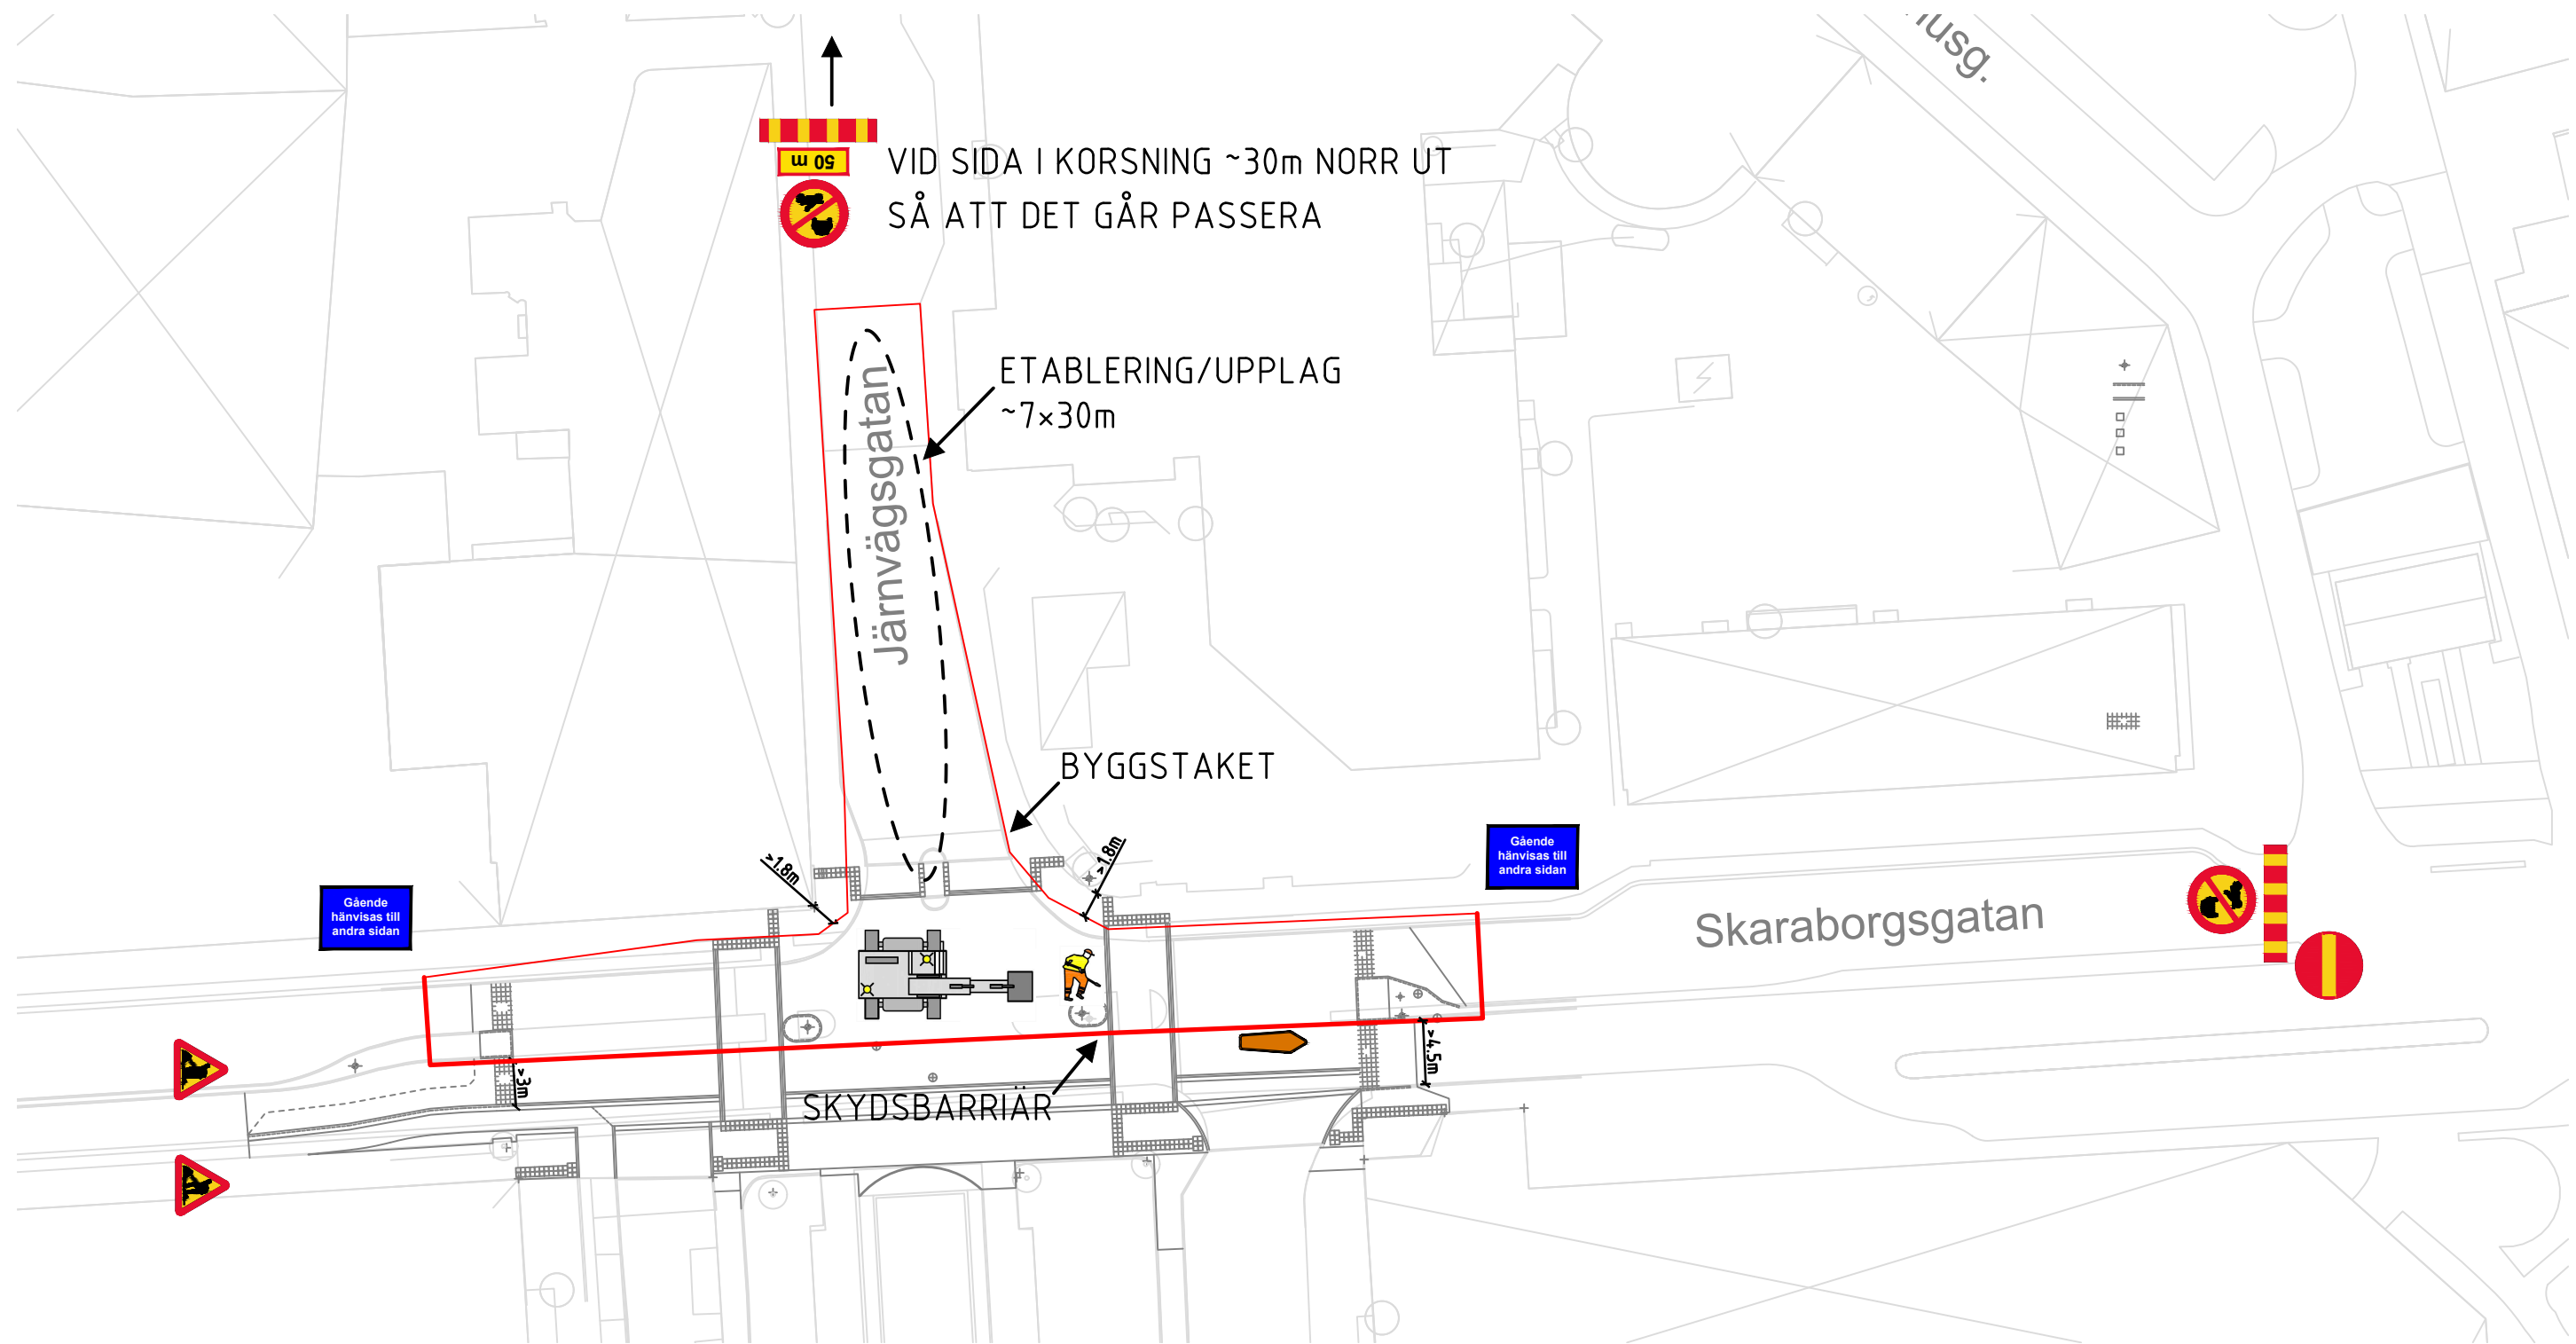 husg.
50 m
VID SIDA I KORSNING ~30m NORR UT
SÅ ATT DET GÅR PASSERA
ETABLERING/UPPLAG
~7×30m
Järnvägsgatan
BYGGSTAKET
>1.8m
>1.8m
Gående
hänvisas till
andra sidan
Gående
hänvisas till
andra sidan
Skaraborgsgatan
>3m
>4.5m
SKYDSBARRIÄR